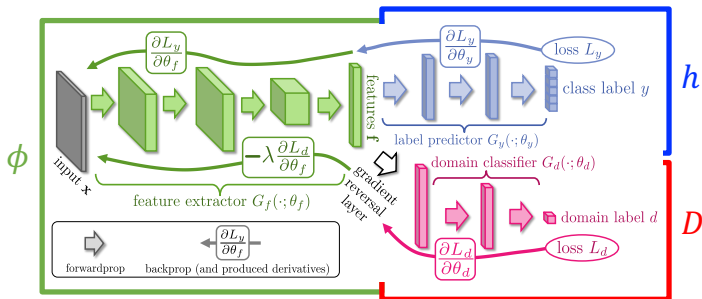 ∂L_y/∂θ_f
∂L_y/∂θ_y
loss L_y
h
features f
class label y
label predictor G_y(·; θ_y)
ϕ
input x
−λ ∂L_d/∂θ_f
feature extractor G_f(·; θ_f)
gradient
reversal
layer
domain classifier G_d(·; θ_d)
domain label d
D
∂L_d/∂θ_d
loss L_d
∂L_y/∂θ_f
forwardprop
backprop (and produced derivatives)